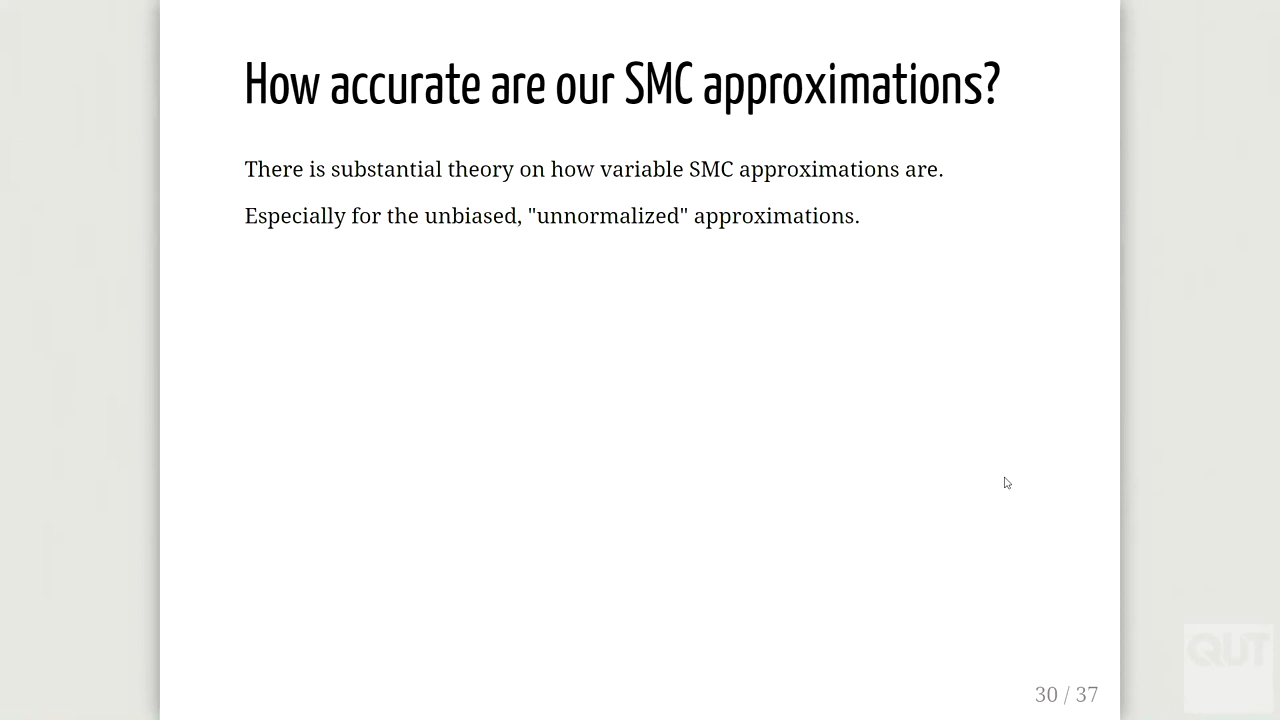 How accurate are our SMC approximations?
There is substantial theory on how variable SMC approximations are.
Especially for the unbiased, "unnormalized" approximations.
30 / 37
QUT